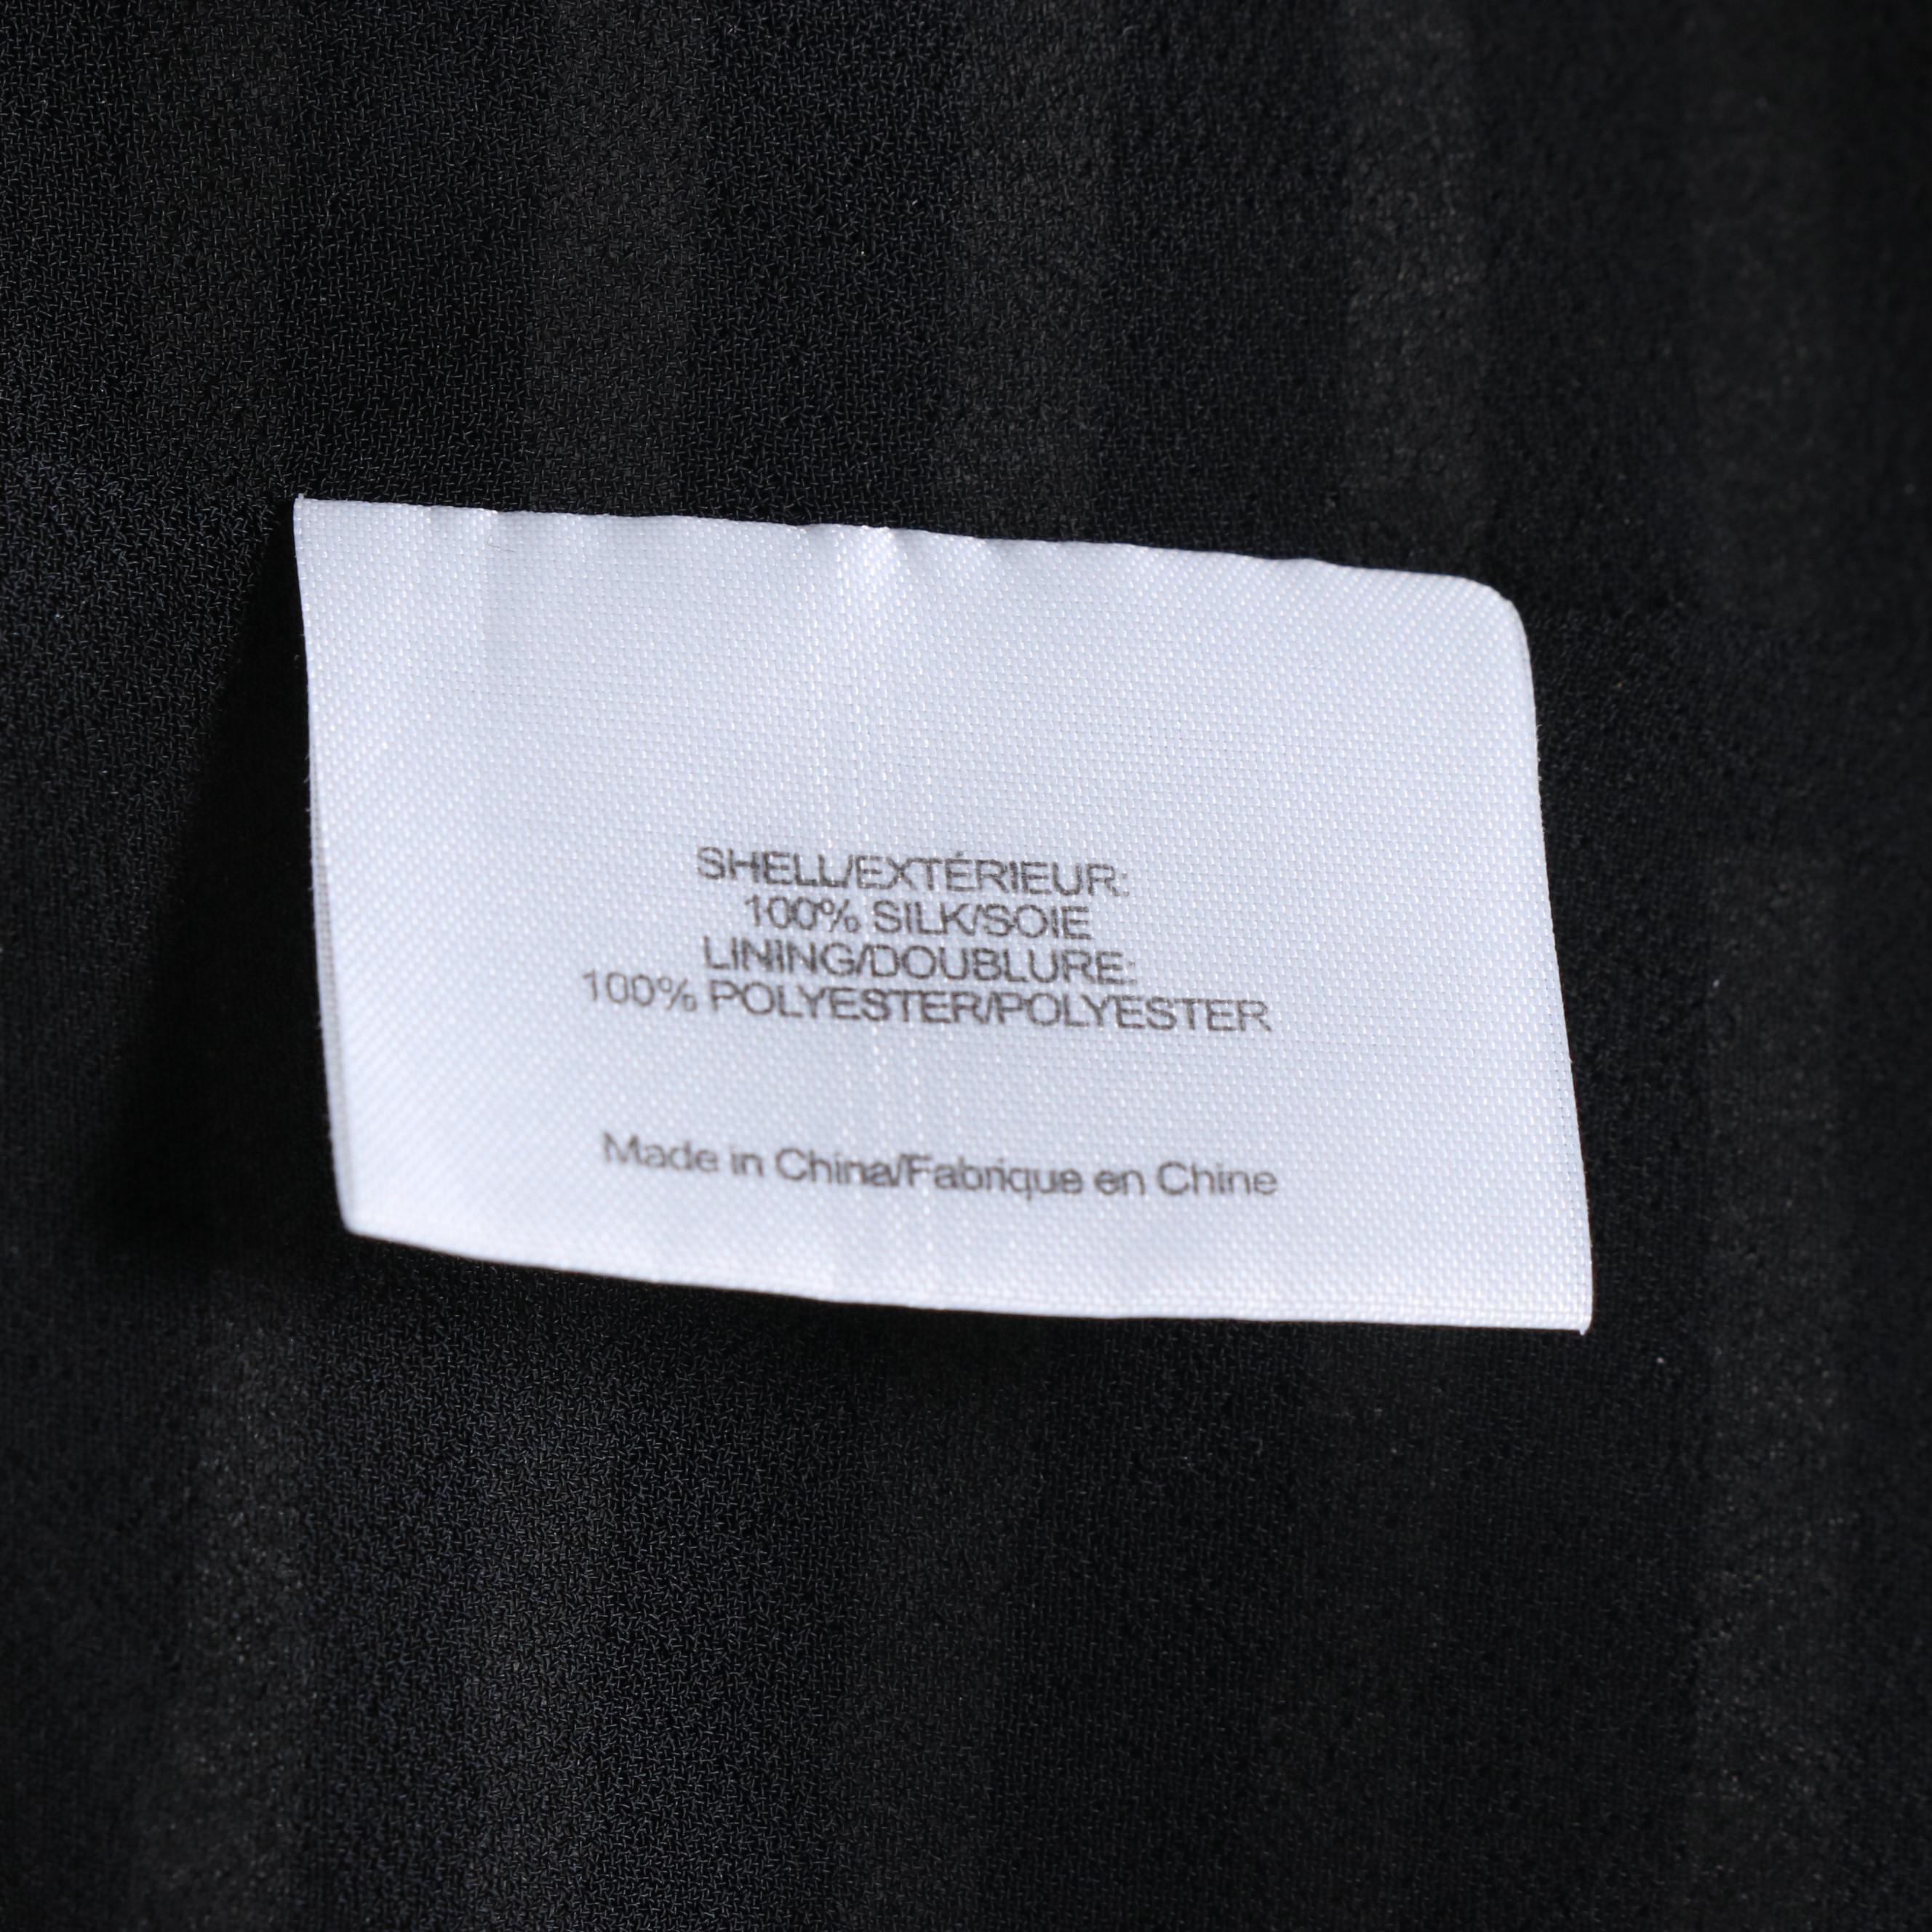 SHELL/EXTÉRIEUR:
100% SILK/SOIE
LINING/DOUBLURE:
100% POLYESTER/POLYESTER
Made in China/Fabrique en Chine